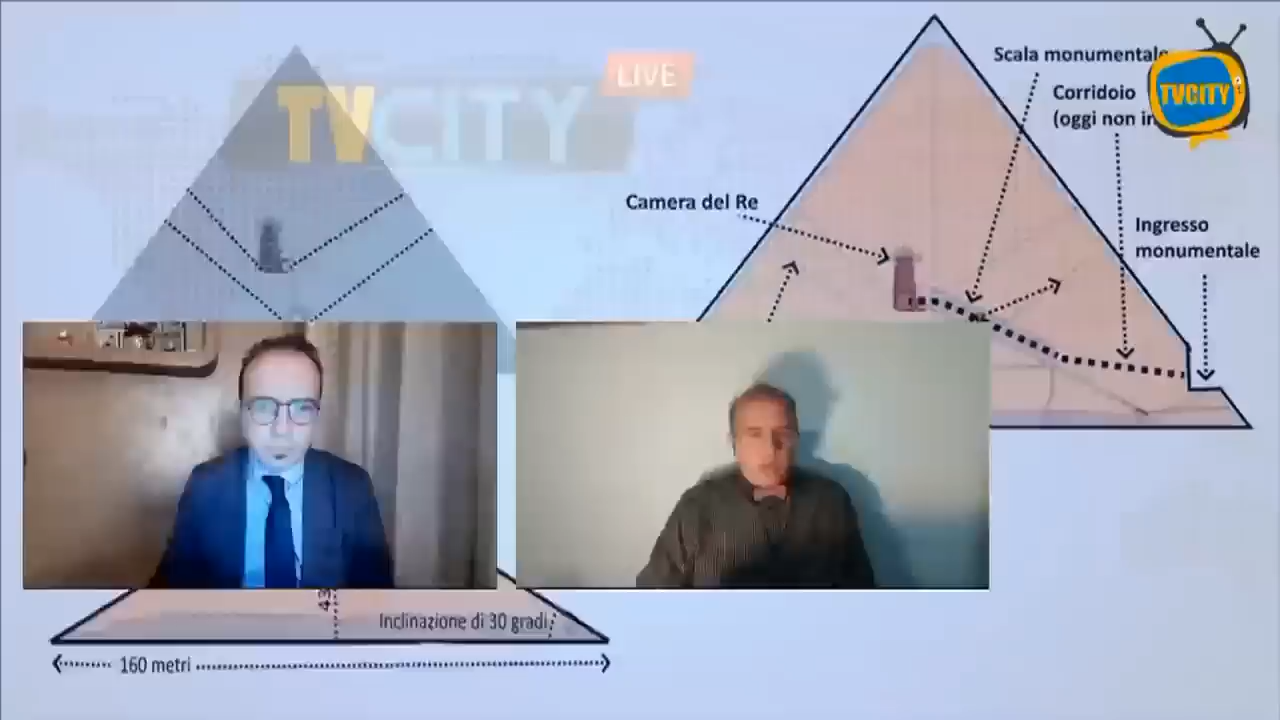 TVCITY
LIVE
Scala monumentale
Corridoio
(oggi non
TVCITY
Camera del Re
Ingresso
monumentale
43
Inclinazione di 30 gradi
160 metri